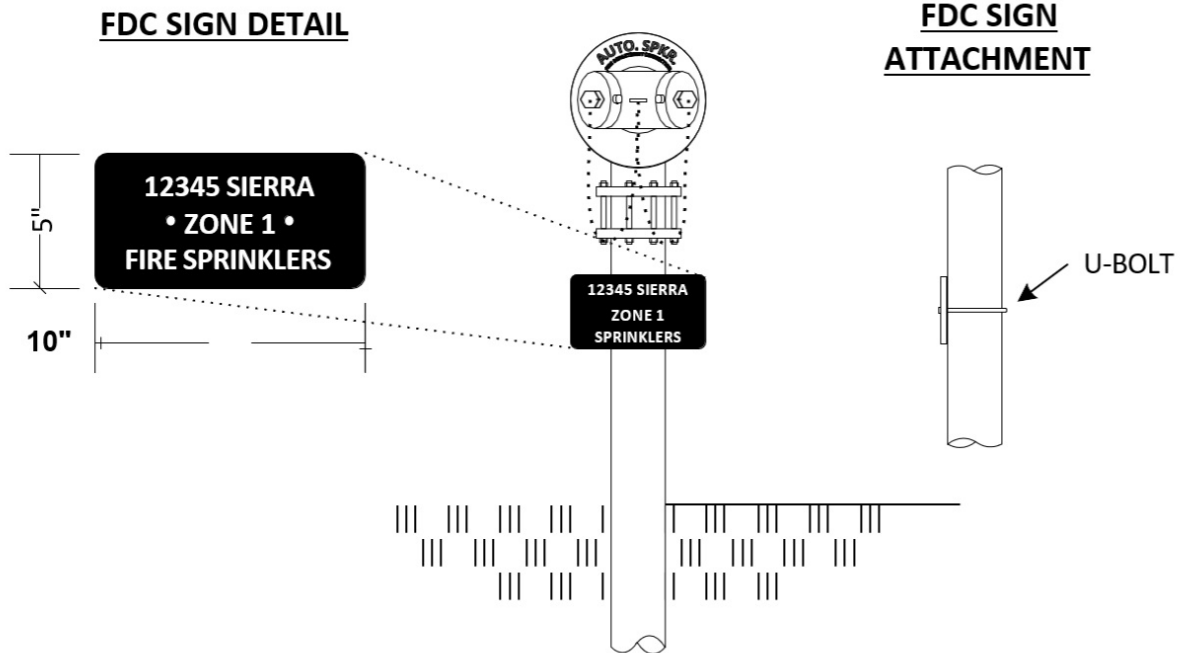 FDC SIGN DETAIL
12345 SIERRA
• ZONE 1 •
FIRE SPRINKLERS
5"
10"
AUTO. SPKR.
12345 SIERRA
ZONE 1
SPRINKLERS
FDC SIGN
ATTACHMENT
U-BOLT